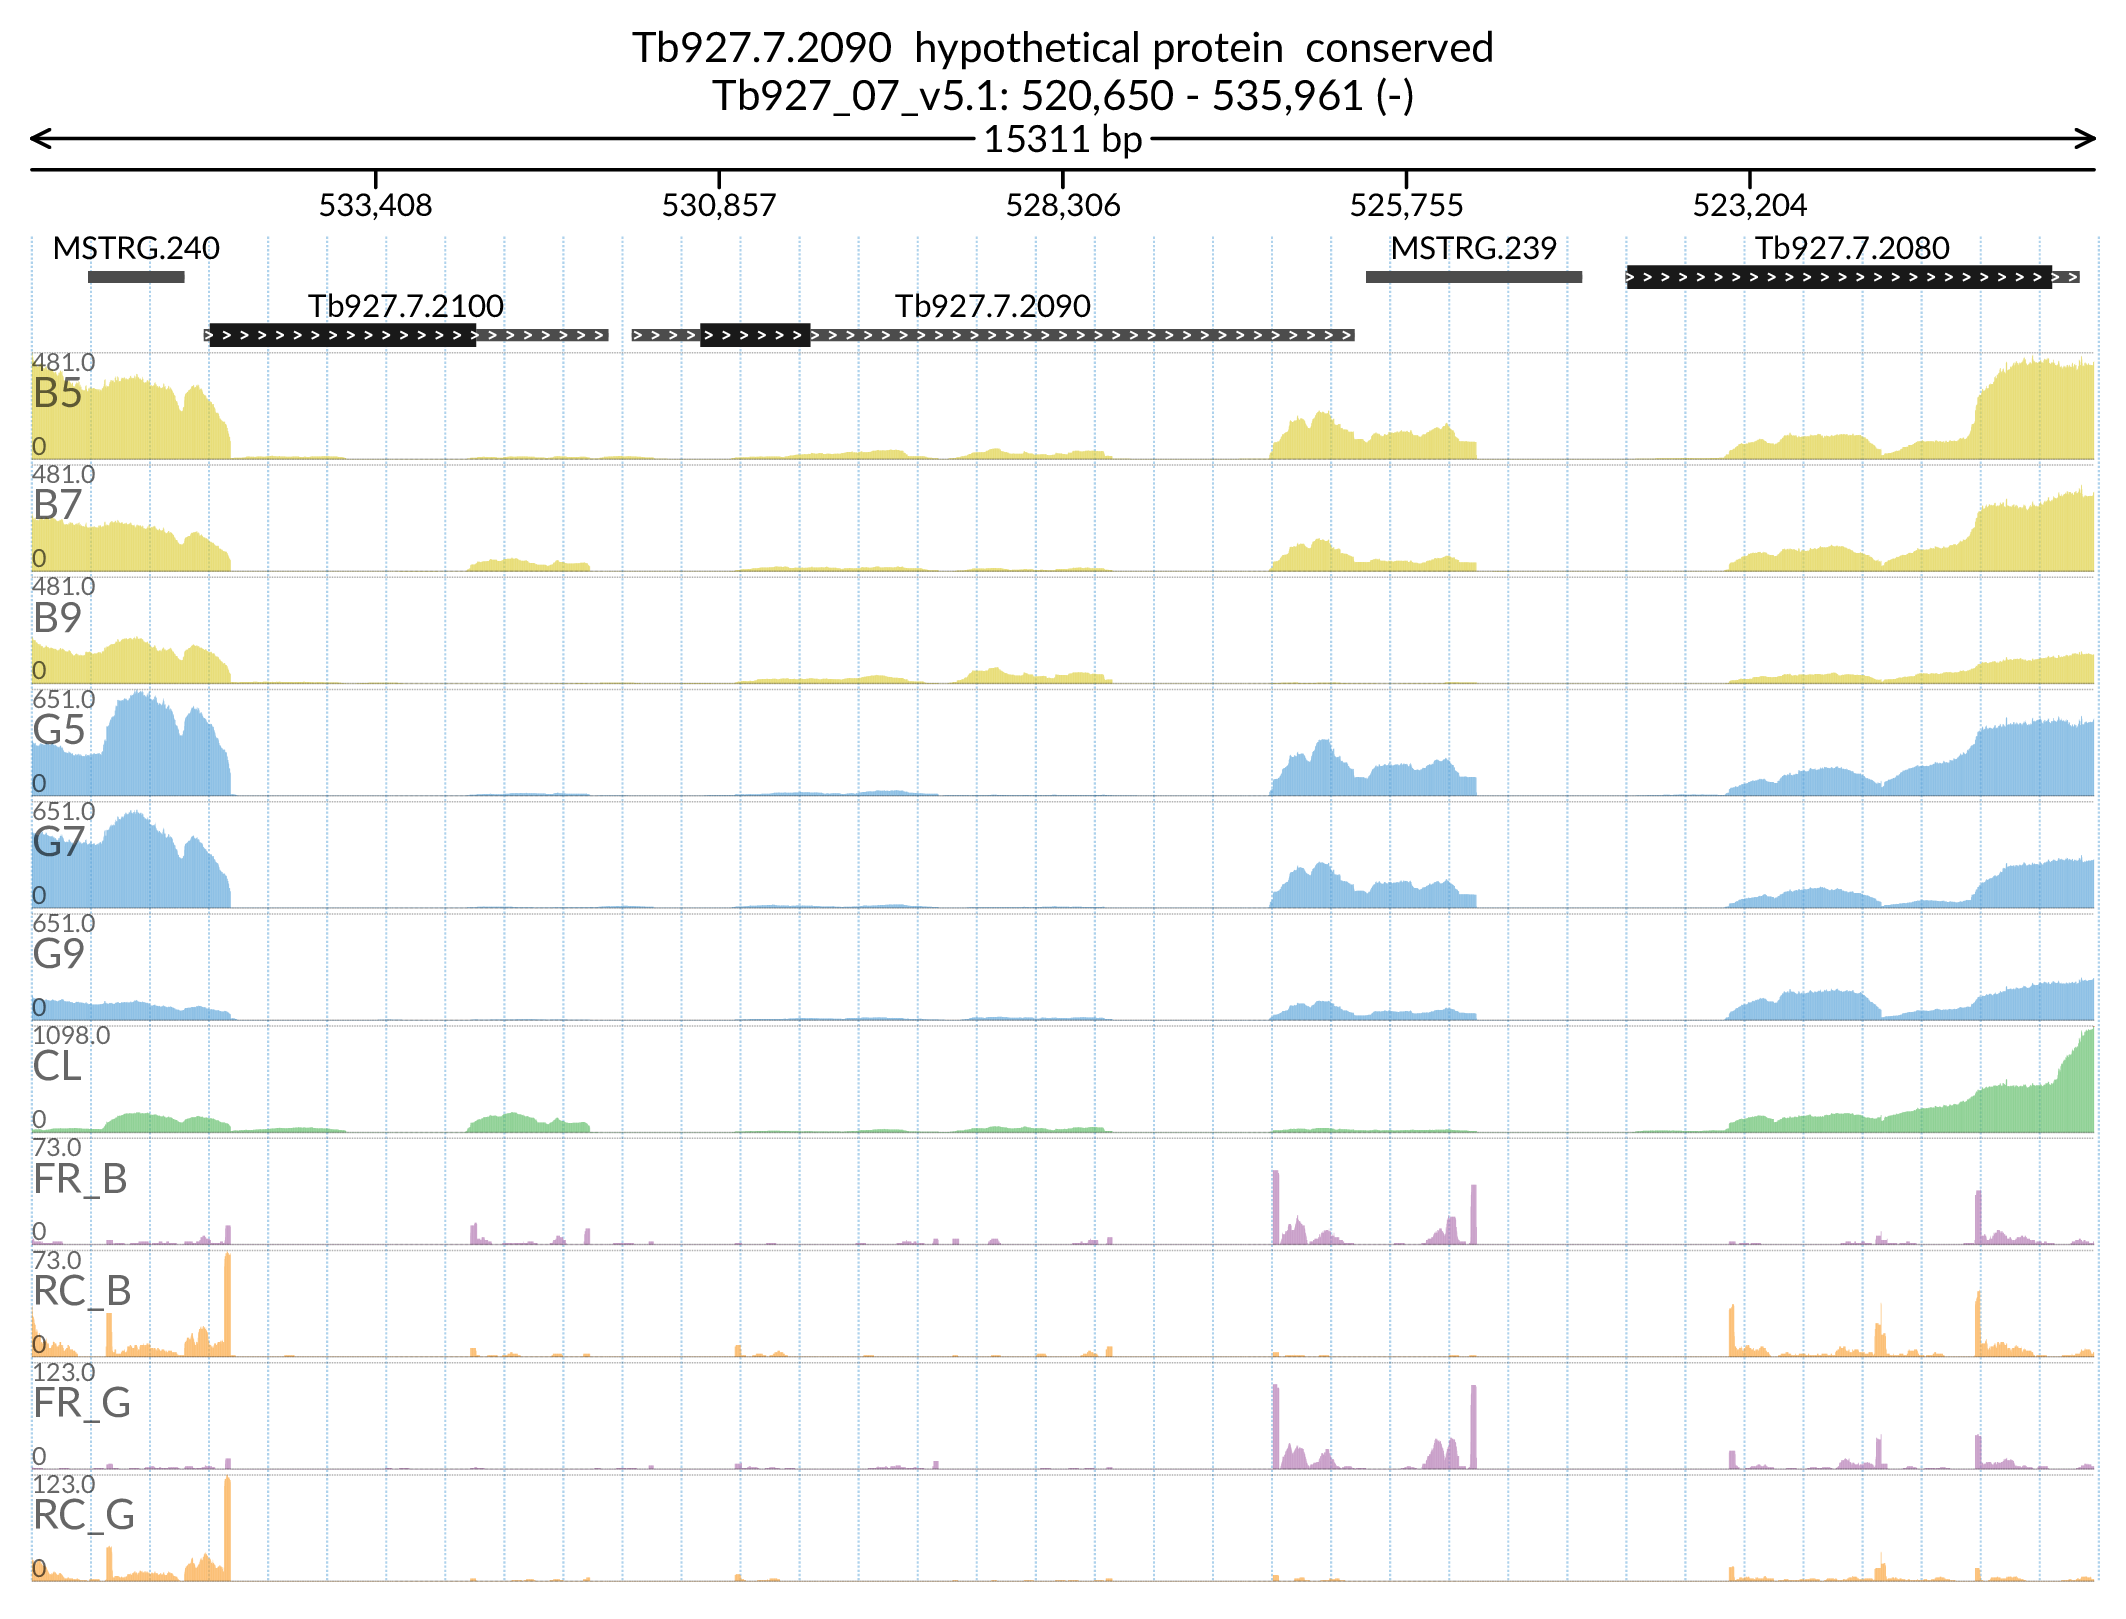 Tb927.7.2090 hypothetical protein conserved
Tb927_07_v5.1: 520,650 - 535,961 (-)
15311 bp
533,408 530,857 528,306 525,755 523,204
MSTRG.240 MSTRG.239 Tb927.7.2080
Tb927.7.2100 Tb927.7.2090
481.0
B5
0
481.0
B7
0
481.0
B9
0
651.0
G5
0
651.0
G7
0
651.0
G9
0
1098.0
CL
0
73.0
FR_B
0
73.0
RC_B
0
123.0
FR_G
0
123.0
RC_G
0